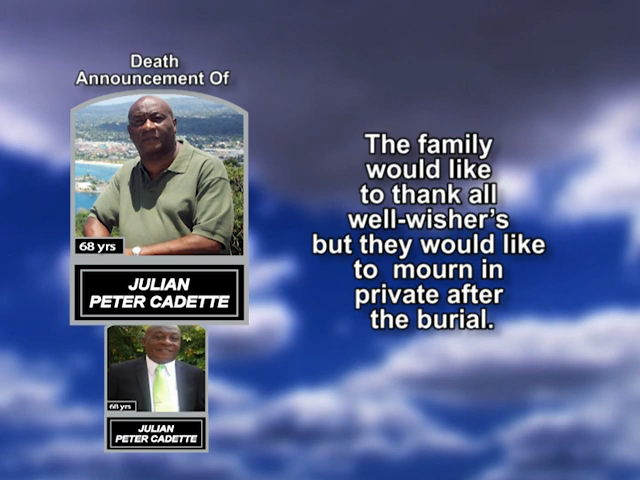 Death
Announcement Of
68 yrs
JULIAN
PETER CADETTE
68 yrs
JULIAN
PETER CADETTE
The family
would like
to thank all
well-wisher's
but they would like
to mourn in
private after
the burial.